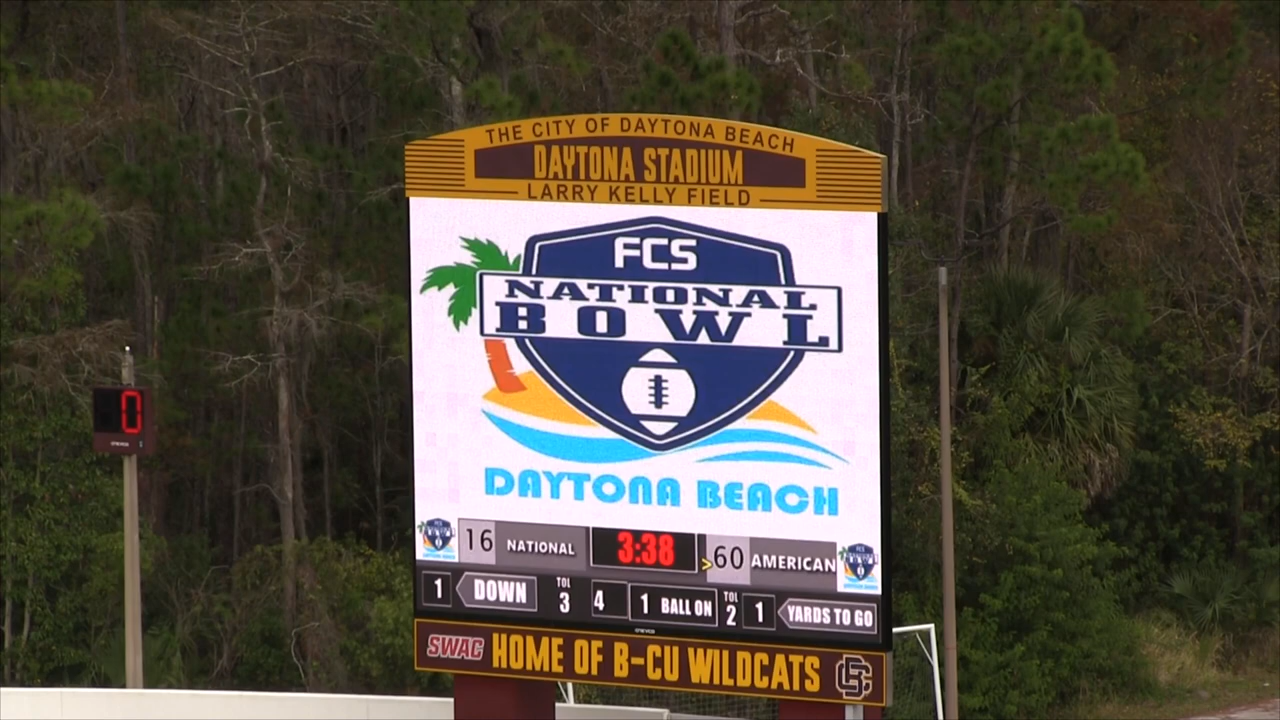 THE CITY OF DAYTONA BEACH
DAYTONA STADIUM
LARRY KELLY FIELD
FCS
NATIONAL
BOWL
DAYTONA BEACH
0
16 NATIONAL 3:38 >60 AMERICAN
1 DOWN TOL 3 4 1 BALL ON TOL 2 1 YARDS TO GO
SWAC HOME OF B-CU WILDCATS BC